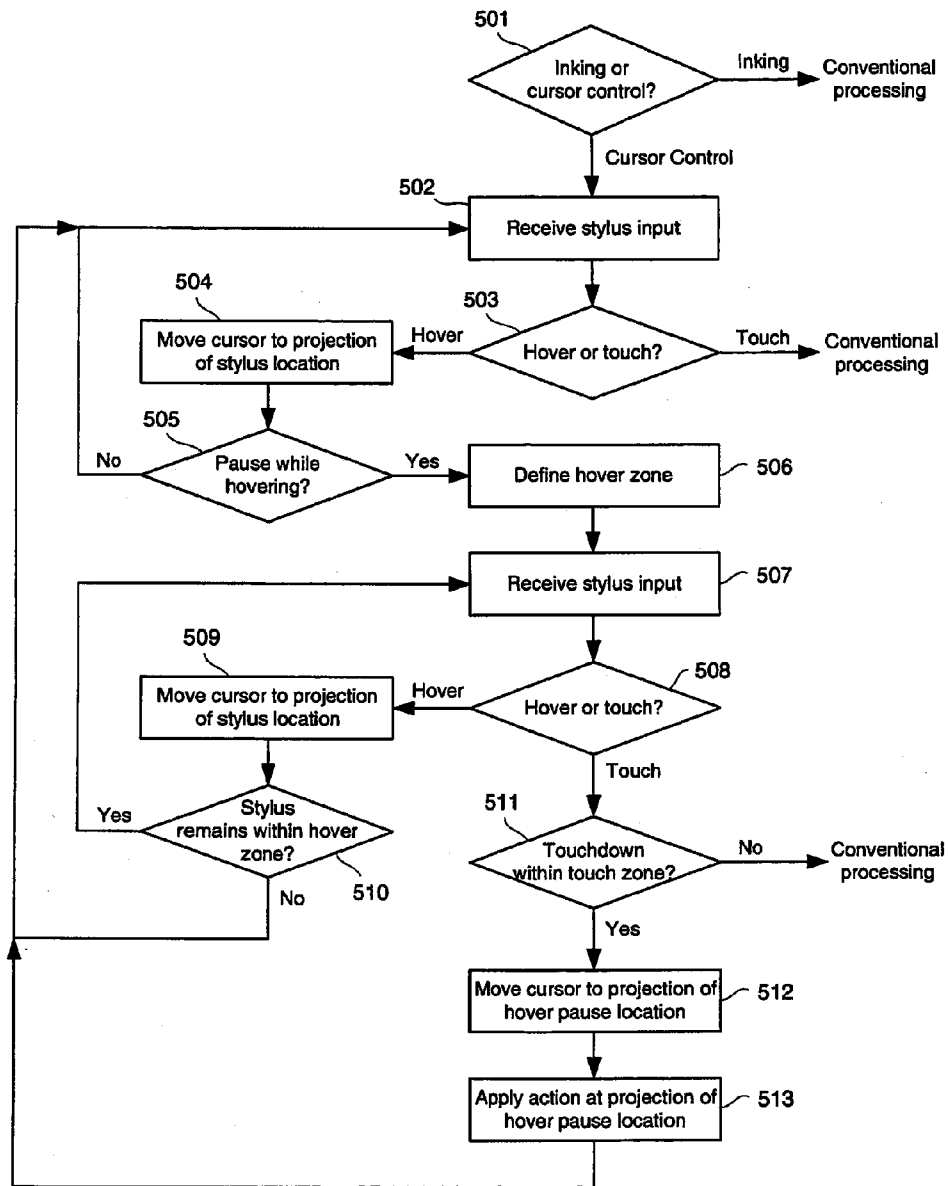 501
Inking or
cursor control?
Inking
Conventional
processing
Cursor Control
502
Receive stylus input
504
Move cursor to projection
of stylus location
Hover
503
Hover or touch?
Touch
Conventional
processing
505
No
Pause while
hovering?
Yes
Define hover zone
506
Receive stylus input
507
509
Move cursor to projection
of stylus location
Hover
Hover or touch?
508
Touch
Yes
Stylus
remains within hover
zone?
510
No
511
Touchdown
within touch zone?
No
Conventional
processing
Yes
Move cursor to projection of
hover pause location
512
Apply action at projection of
hover pause location
513